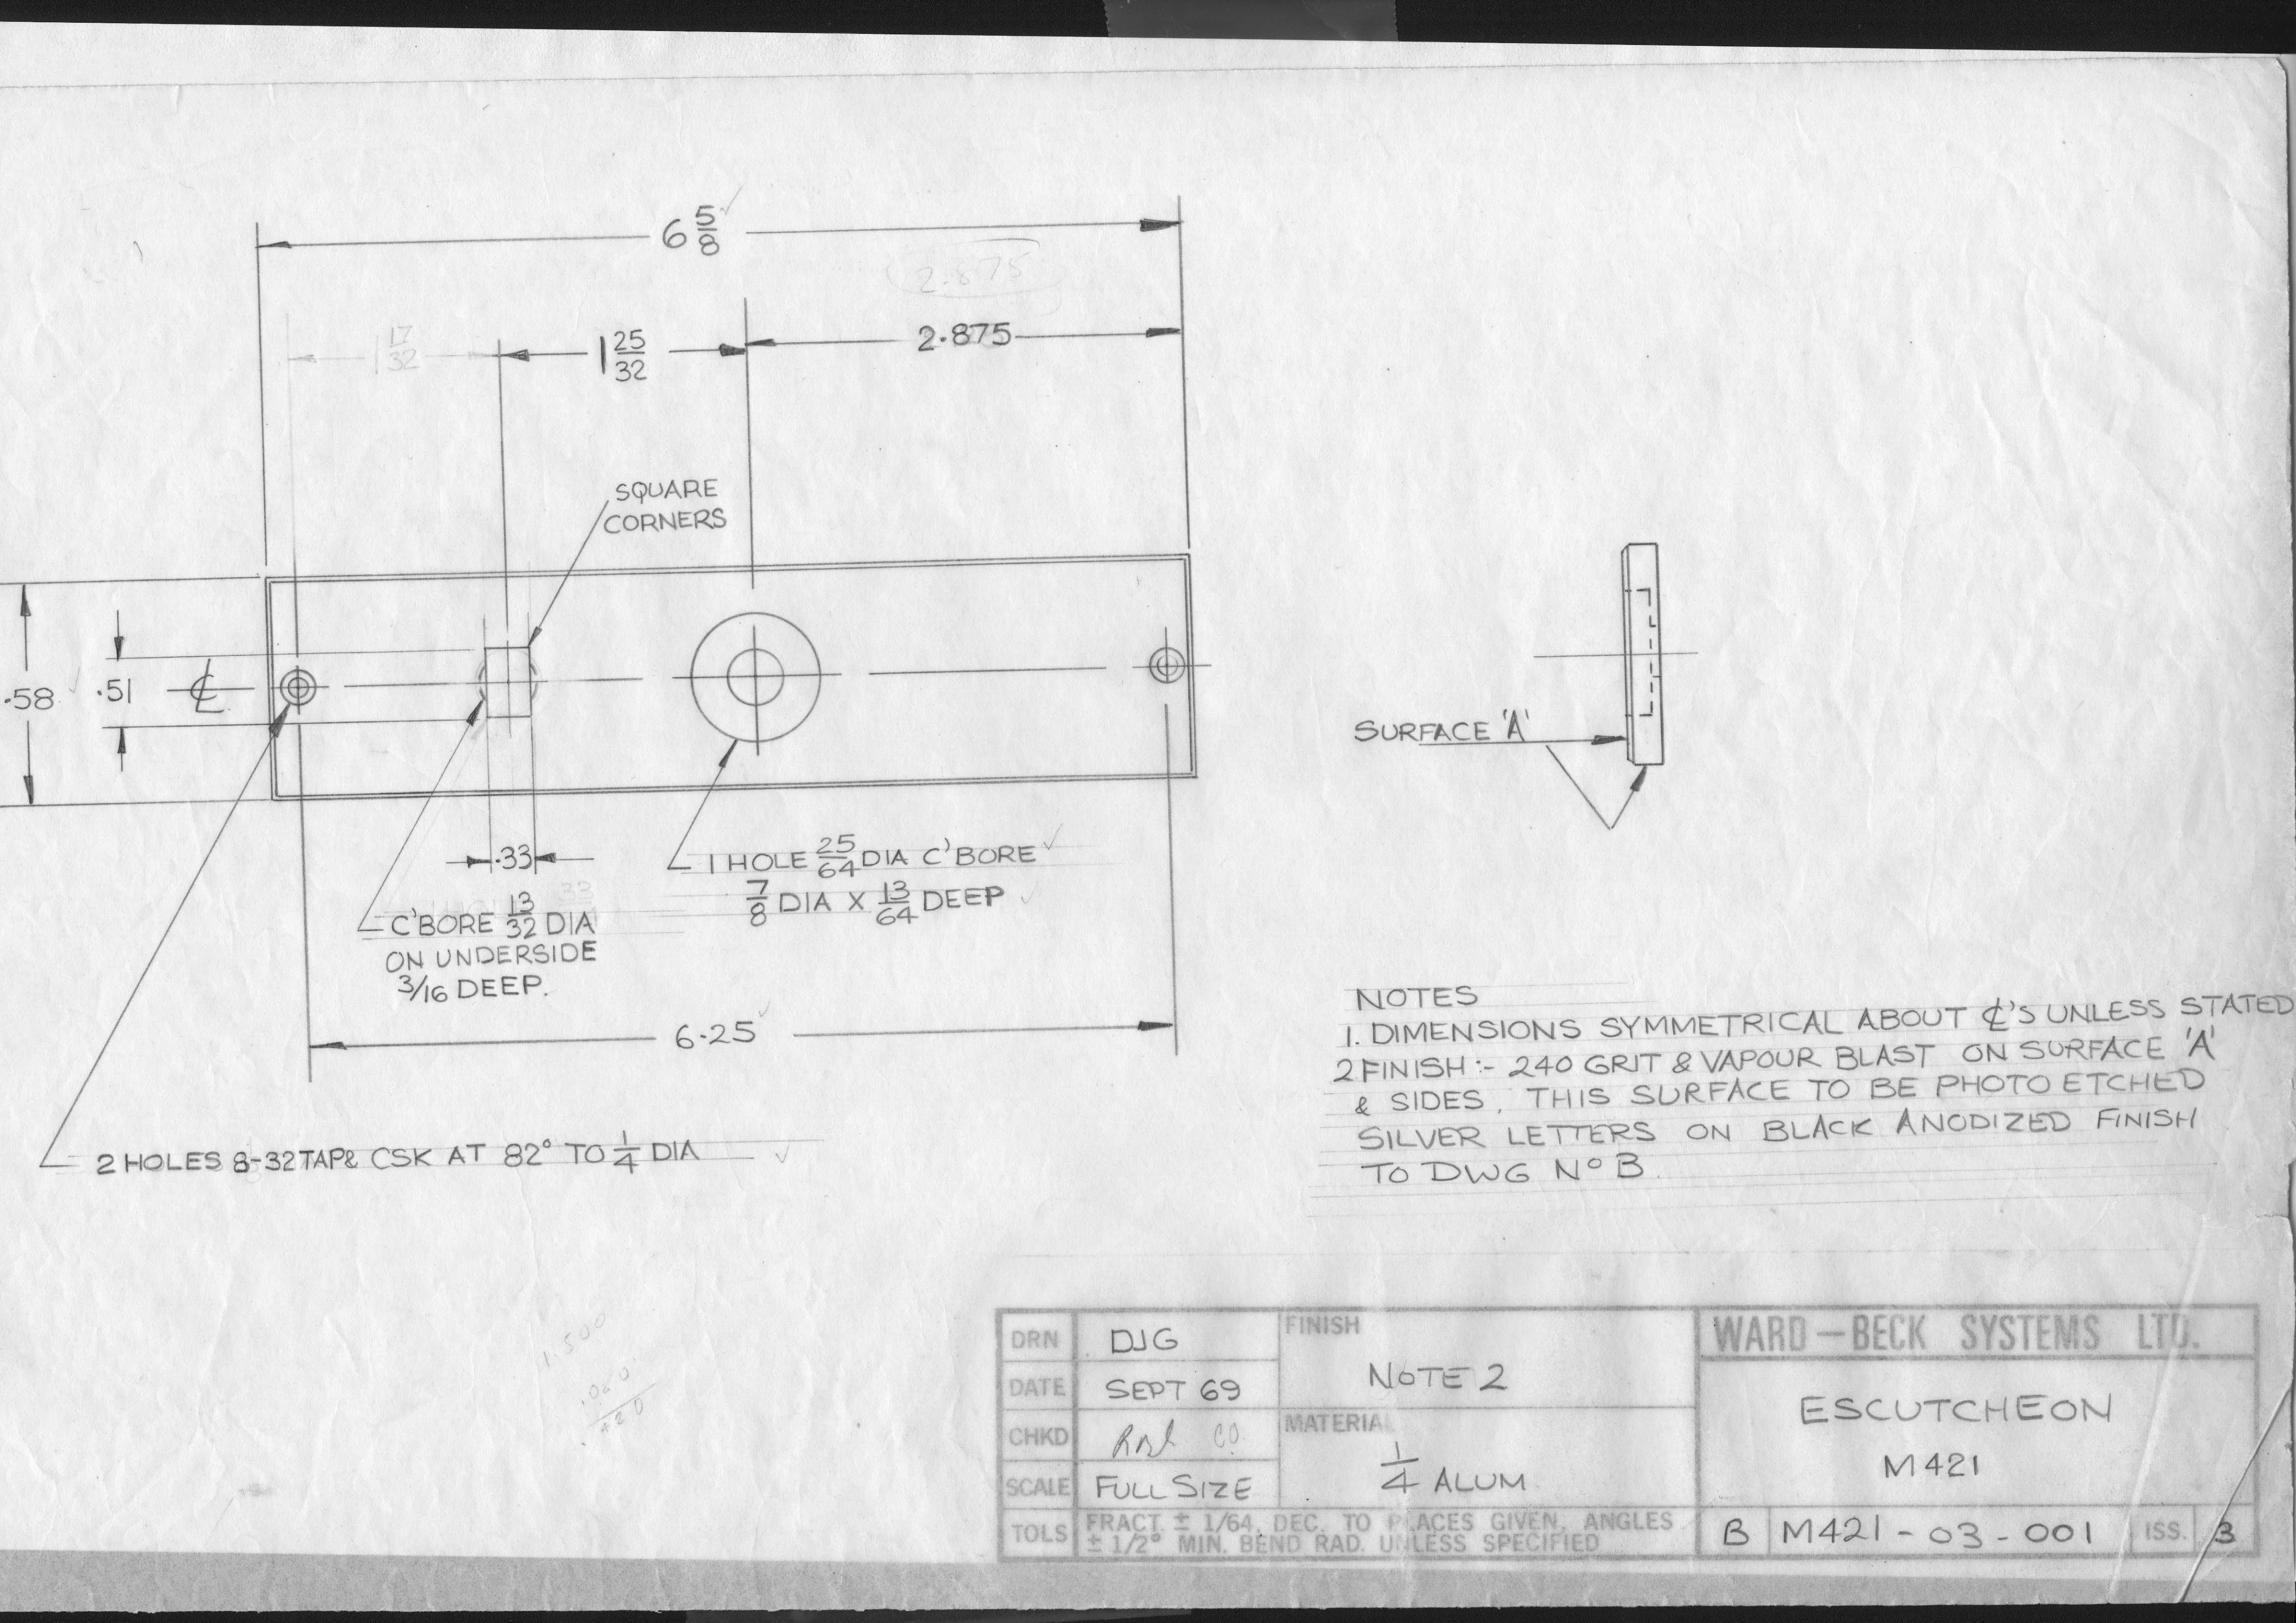 6 5/8
2.875
1 17/32
1 25/32
2.875
SQUARE
CORNERS
.58
.51
℄
.33
1 HOLE 25/64 DIA C'BORE
7/8 DIA X 13/64 DEEP
C'BORE 13/32 DIA
ON UNDERSIDE
3/16 DEEP.
6.25
2 HOLES 8-32 TAP & CSK AT 82° TO 1/4 DIA
SURFACE 'A'
NOTES
1. DIMENSIONS SYMMETRICAL ABOUT ℄'S UNLESS STATED
2 FINISH :- 240 GRIT & VAPOUR BLAST ON SURFACE 'A'
& SIDES. THIS SURFACE TO BE PHOTO ETCHED
SILVER LETTERS ON BLACK ANODIZED FINISH
TO DWG Nº B
1.500
DRN DJG
DATE SEPT 69
CHKD
SCALE FULL SIZE
TOLS FRACT. ± 1/64, DEC. TO PLACES GIVEN, ANGLES
± 1/2° MIN. BEND RAD. UNLESS SPECIFIED
FINISH
NOTE 2
MATERIAL
1/4 ALUM
WARD-BECK SYSTEMS LTD.
ESCUTCHEON
M421
B M421-03-001 ISS. 3